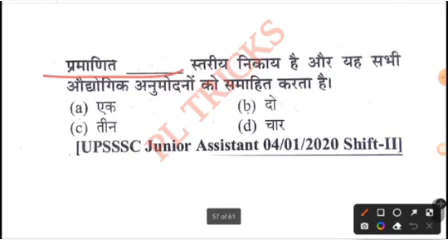 प्रमाणित ______ स्तरीय निकाय है और यह सभी
औद्योगिक अनुमोदनों को समाहित करता है।
(a) एक (b) दो
(c) तीन (d) चार
[UPSSSC Junior Assistant 04/01/2020 Shift-II]
PL TRICKS
57 of 61